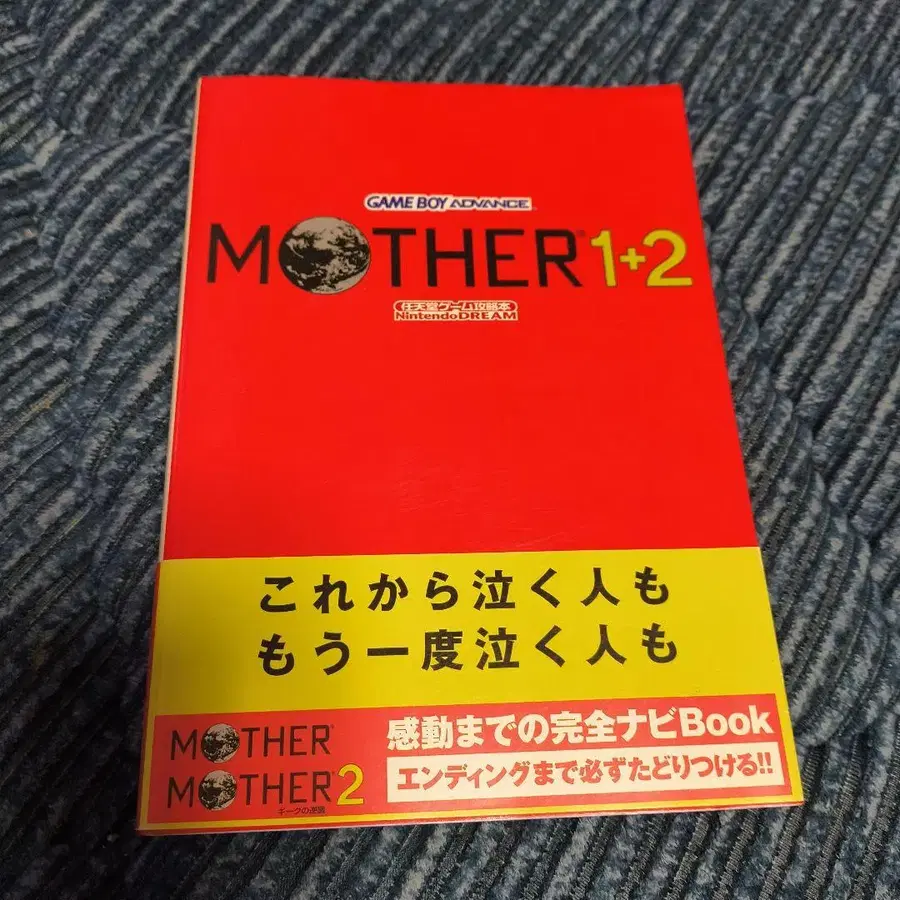 GAME BOY ADVANCE™
MOTHER® 1+2
任天堂ゲーム攻略本
Nintendo DREAM
これから泣く人も
もう一度泣く人も
MOTHER®
MOTHER®2
ギーグの逆襲
感動までの完全ナビBook
エンディングまで必ずたどりつける!!